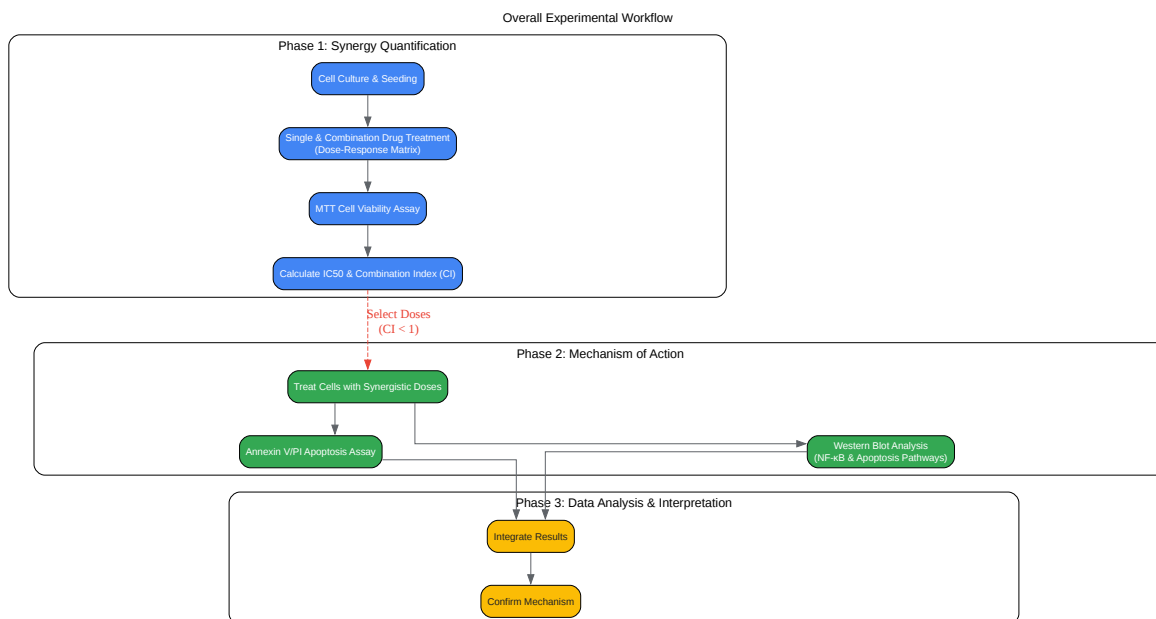 Overall Experimental Workflow
Phase 1: Synergy Quantification
Cell Culture & Seeding
Single & Combination Drug Treatment
(Dose-Response Matrix)
MTT Cell Viability Assay
Calculate IC50 & Combination Index (CI)
Select Doses
(CI < 1)
Phase 2: Mechanism of Action
Treat Cells with Synergistic Doses
Annexin V/PI Apoptosis Assay
Western Blot Analysis
(NF-κB & Apoptosis Pathways)
Phase 3: Data Analysis & Interpretation
Integrate Results
Confirm Mechanism